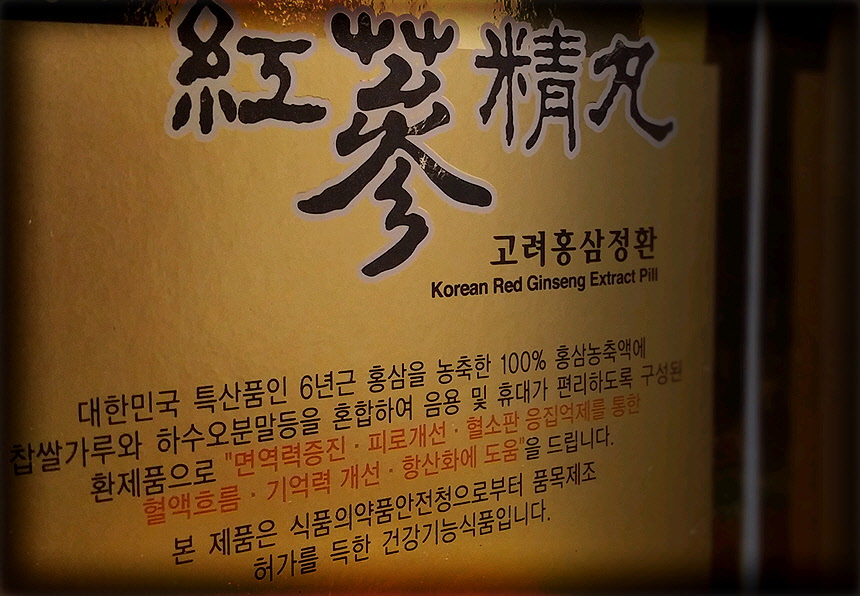 紅蔘精丸
고려홍삼정환
Korean Red Ginseng Extract Pill
대한민국 특산품인 6년근 홍삼을 농축한 100% 홍삼농축액에
찹쌀가루와 하수오분말등을 혼합하여 음용 및 휴대가 편리하도록 구성된
환제품으로 "면역력증진 · 피로개선 · 혈소판 응집억제를 통한
혈액흐름 · 기억력 개선 · 항산화에 도움"을 드립니다.
본 제품은 식품의약품안전청으로부터 품목제조
허가를 득한 건강기능식품입니다.